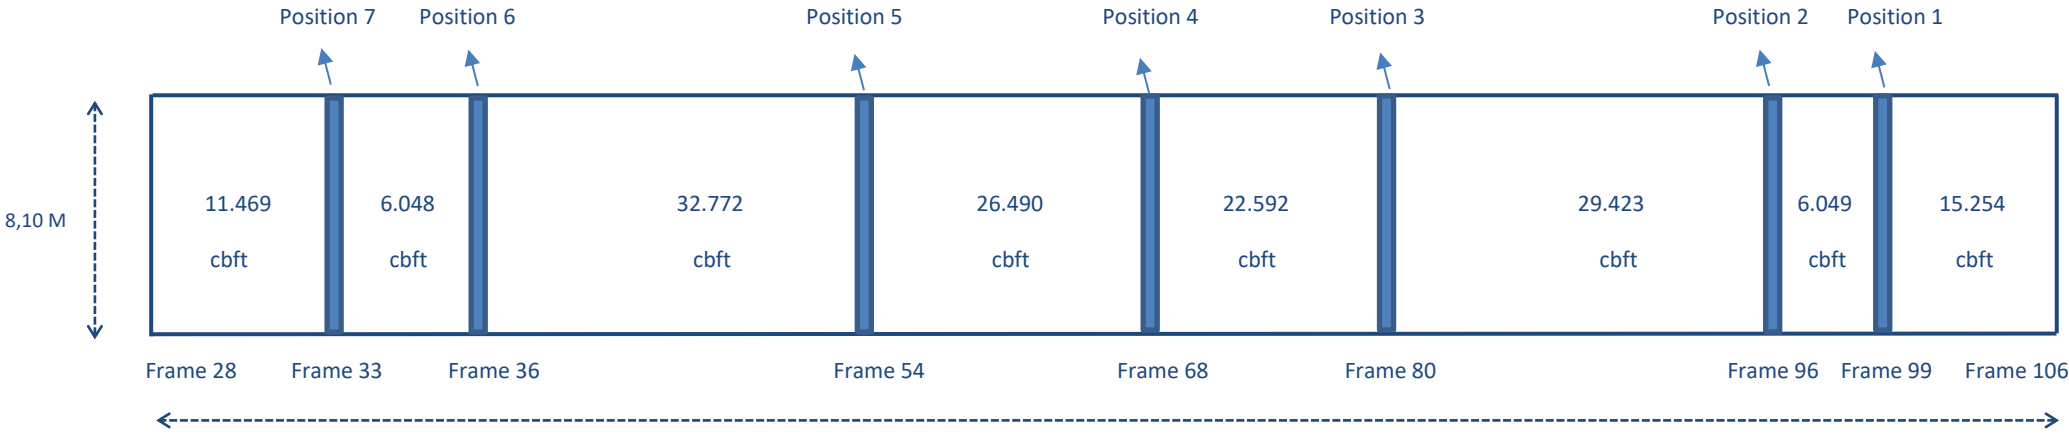 Position 7
Position 6
Position 5
Position 4
Position 3
Position 2
Position 1
8,10 M
11.469
cbft
6.048
cbft
32.772
cbft
26.490
cbft
22.592
cbft
29.423
cbft
6.049
cbft
15.254
cbft
Frame 28
Frame 33
Frame 36
Frame 54
Frame 68
Frame 80
Frame 96
Frame 99
Frame 106